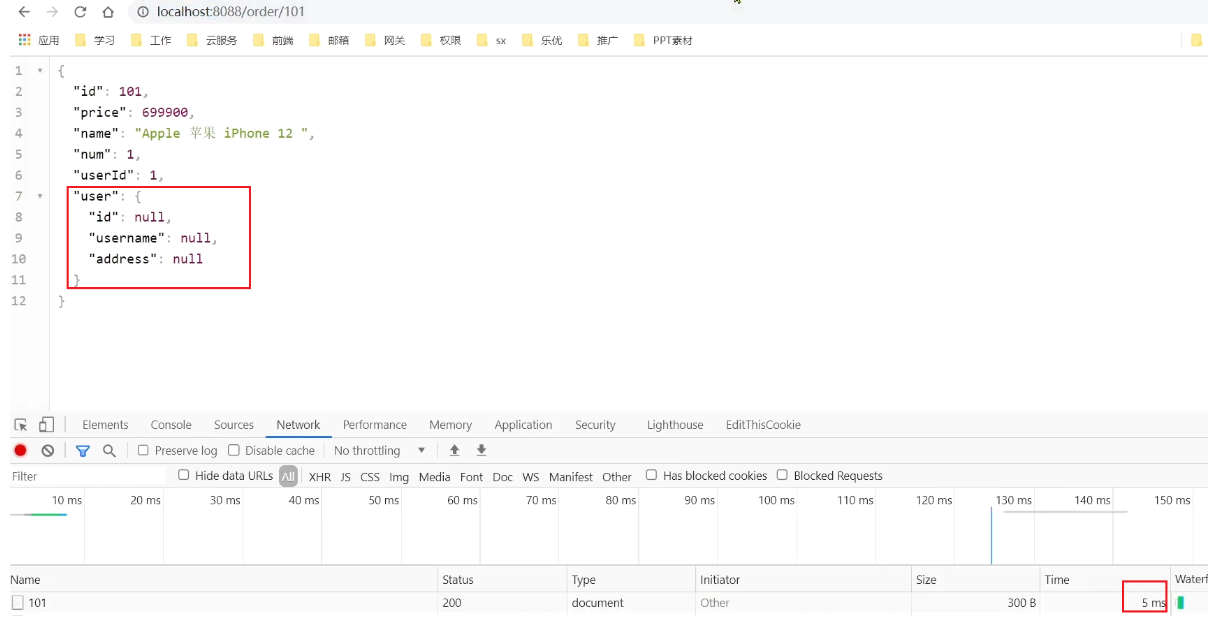 localhost:8088/order/101
应用 学习 工作 云服务 前端 邮箱 网关 权限 sx 乐优 推广 PPT素材
1 {
2 "id": 101,
3 "price": 699900,
4 "name": "Apple 苹果 iPhone 12 ",
5 "num": 1,
6 "userId": 1,
7 "user": {
8 "id": null,
9 "username": null,
10 "address": null
11 }
12 }
Elements Console Sources Network Performance Memory Application Security Lighthouse EditThisCookie
Preserve log Disable cache No throttling
Filter Hide data URLs All XHR JS CSS Img Media Font Doc WS Manifest Other Has blocked cookies Blocked Requests
10 ms 20 ms 30 ms 40 ms 50 ms 60 ms 70 ms 80 ms 90 ms 100 ms 110 ms 120 ms 130 ms 140 ms 150 ms
Name Status Type Initiator Size Time Waterf
101 200 document Other 300 B 5 ms